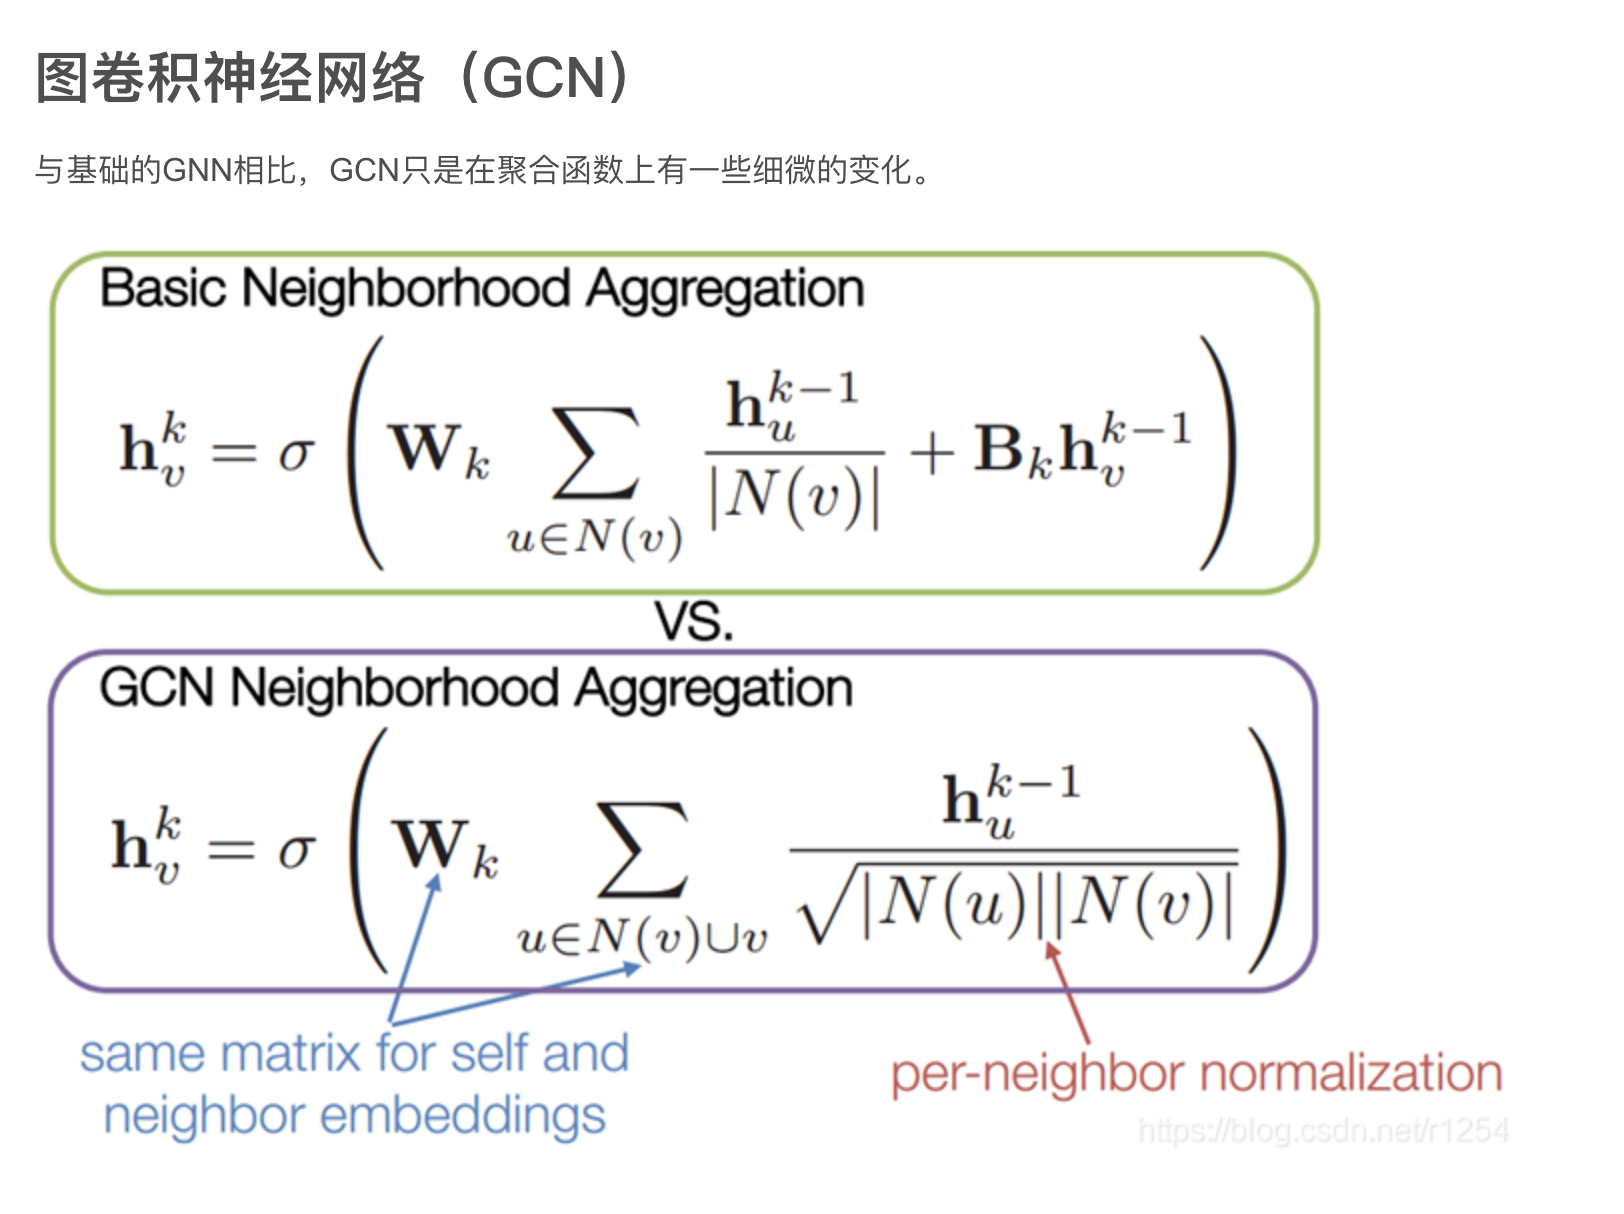 图卷积神经网络（GCN）
与基础的GNN相比，GCN只是在聚合函数上有一些细微的变化。
Basic Neighborhood Aggregation
$\mathbf{h}_v^k = \sigma \left( \mathbf{W}_k \sum_{u \in N(v)} \frac{\mathbf{h}_u^{k-1}}{|N(v)|} + \mathbf{B}_k \mathbf{h}_v^{k-1} \right)$
VS.
GCN Neighborhood Aggregation
$\mathbf{h}_v^k = \sigma \left( \mathbf{W}_k \sum_{u \in N(v) \cup v} \frac{\mathbf{h}_u^{k-1}}{\sqrt{|N(u)||N(v)|}} \right)$
same matrix for self and
neighbor embeddings
per-neighbor normalization
https://blog.csdn.net/r1254